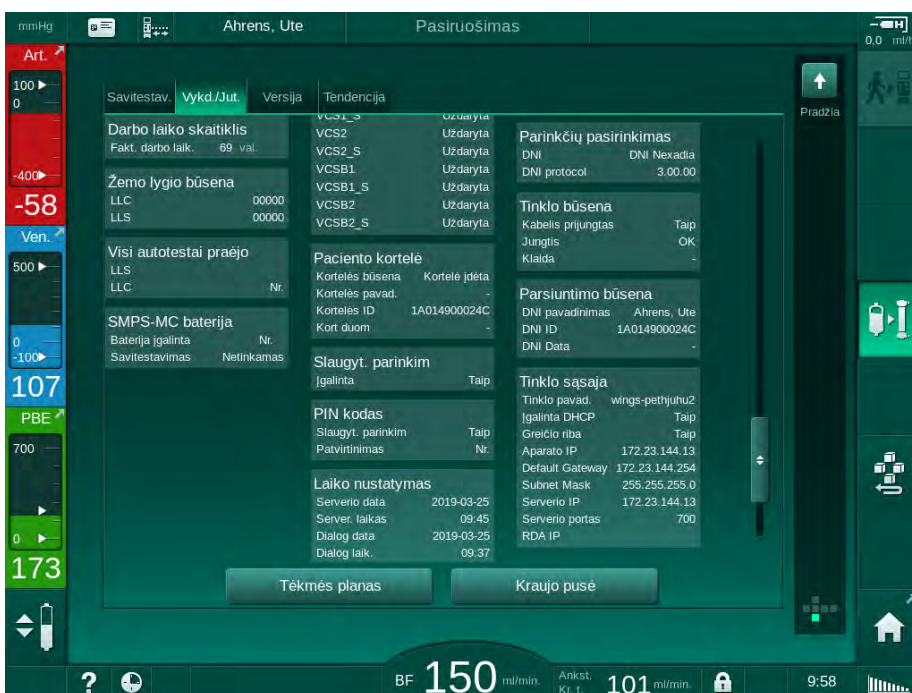 mmHg
Ahrens, Ute
Pasiruošimas
0,0 ml/h
Art.
100
0
-400
-58
Ven.
500
0
-100
107
PBE
700
0
173
Savitestav.
Vykd./Jut.
Versija
Tendencija
Pradžia
Darbo laiko skaitiklis
Fakt. darbo laik. 69 val.
Žemo lygio būsena
LLC 00000
LLS 00000
Visi autotestai praėjo
LLS
LLC Nr.
SMPS-MC baterija
Baterija įgalinta Nr.
Savitestavimas Netinkamas
VCS1_S Uždaryta
VCS2 Uždaryta
VCS2_S Uždaryta
VCSB1 Uždaryta
VCSB1_S Uždaryta
VCSB2 Uždaryta
VCSB2_S Uždaryta
Paciento kortelė
Kortelės būsena Kortelė įdėta
Kortelės pavad. -
Kortelės ID 1A014900024C
Kort duom -
Slaugyt. parinkim
Įgalinta Taip
PIN kodas
Slaugyt. parinkim Taip
Patvirtinimas Nr.
Laiko nustatymas
Serverio data 2019-03-25
Server. laikas 09:45
Dialog data 2019-03-25
Dialog laik. 09:37
Parinkčių pasirinkimas
DNI DNI Nexadia
DNI protocol 3.00.00
Tinklo būsena
Kabelis prijungtas Taip
Jungtis OK
Klaida -
Parsiuntimo būsena
DNI pavadinimas Ahrens, Ute
DNI ID 1A014900024C
DNI Data -
Tinklo sąsaja
Tinklo pavad. wings-pethjuhu2
Įgalinta DHCP Taip
Greičio riba Taip
Aparato IP 172.23.144.13
Default Gateway 172.23.144.254
Subnet Mask 255.255.255.0
Serverio IP 172.23.144.13
Serverio portas 700
RDA IP
Tėkmės planas
Kraujo pusė
?
BF 150 ml/min.
Ankst.
Kr. t. 101 ml/min.
9:58